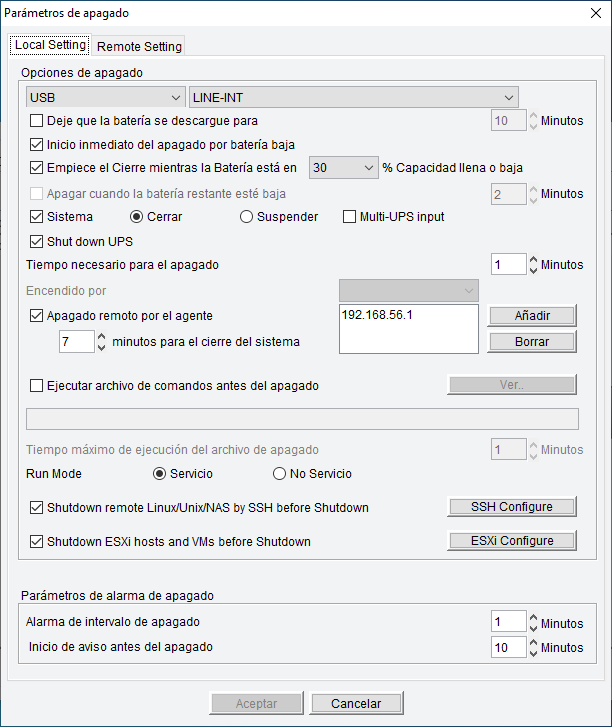 Parámetros de apagado
Local Setting Remote Setting
Opciones de apagado
USB LINE-INT
Deje que la batería se descargue para 10 Minutos
Inicio inmediato del apagado por batería baja
Empiece el Cierre mientras la Batería está en 30 % Capacidad llena o baja
Apagar cuando la batería restante esté baja 2 Minutos
Sistema Cerrar Suspender Multi-UPS input
Shut down UPS
Tiempo necesario para el apagado 1 Minutos
Encendido por
Apagado remoto por el agente 192.168.56.1 Añadir
7 minutos para el cierre del sistema Borrar
Ejecutar archivo de comandos antes del apagado Ver..
Tiempo máximo de ejecución del archivo de apagado 1 Minutos
Run Mode Servicio No Servicio
Shutdown remote Linux/Unix/NAS by SSH before Shutdown SSH Configure
Shutdown ESXi hosts and VMs before Shutdown ESXi Configure
Parámetros de alarma de apagado
Alarma de intervalo de apagado 1 Minutos
Inicio de aviso antes del apagado 10 Minutos
Aceptar Cancelar